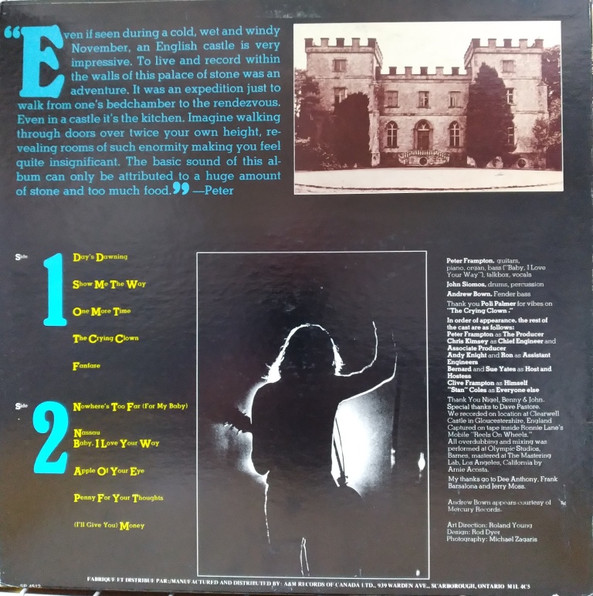 “Even if seen during a cold, wet and windy
November, an English castle is very
impressive. To live and record within
the walls of this palace of stone was an
adventure. It was an expedition just to
walk from one's bedchamber to the rendezvous.
Even in a castle it's the kitchen. Imagine walking
through doors over twice your own height, re-
vealing rooms of such enormity making you feel
quite insignificant. The basic sound of this al-
bum can only be attributed to a huge amount
of stone and too much food.” —Peter
Side 1
Day's Dawning
Show Me The Way
One More Time
The Crying Clown
Fanfare
Side 2
Nowhere's Too Far (For My Baby)
Nassau
Baby, I Love Your Way
Apple Of Your Eye
Penny For Your Thoughts
(I'll Give You) Money
Peter Frampton, guitars,
piano, organ, bass ("Baby, I Love
Your Way"), talkbox, vocals
John Siomos, drums, percussion
Andrew Bown, Fender bass
Thank you Poli Palmer for vibes on
"The Crying Clown."
In order of appearance, the rest of
the cast are as follows:
Peter Frampton as The Producer
Chris Kimsey as Chief Engineer and
Associate Producer
Andy Knight and Ron as Assistant
Engineers
Bernard and Sue Yates as Host and
Hostess
Clive Frampton as Himself
"Stan" Coles as Everyone else
Thank You Nigel, Benny & John.
Special thanks to Dave Pastore.
We recorded on location at Clearwell
Castle in Gloucestershire, England
Captured on tape inside Ronnie Lane's
Mobile "Reels On Wheels."
All overdubbing and mixing was
performed at Olympic Studios,
Barnes, mastered at The Mastering
Lab, Los Angeles, California by
Arnie Acosta.
My thanks go to Dee Anthony, Frank
Barsalona and Jerry Moss.
Andrew Bown appears courtesy of
Mercury Records.
Art Direction: Roland Young
Design: Rod Dyer
Photography: Michael Zagaris
FABRIQUE ET DISTRIBUE PAR:/MANUFACTURED AND DISTRIBUTED BY: A&M RECORDS OF CANADA LTD., 939 WARDEN AVE., SCARBOROUGH, ONTARIO M1L 4C5